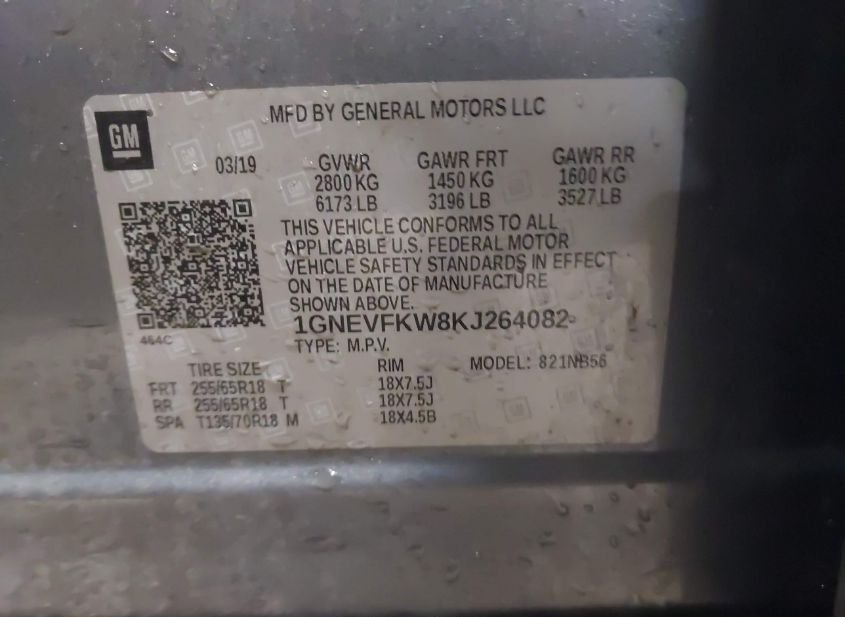 MFD BY GENERAL MOTORS LLC
GM
03/19 GVWR GAWR FRT GAWR RR
2800 KG 1450 KG 1600 KG
6173 LB 3196 LB 3527 LB
THIS VEHICLE CONFORMS TO ALL
APPLICABLE U.S. FEDERAL MOTOR
VEHICLE SAFETY STANDARDS IN EFFECT
ON THE DATE OF MANUFACTURE
SHOWN ABOVE.
1GNEVFKW8KJ264082
464C
TYPE: M.P.V.
TIRE SIZE RIM MODEL: 821NB56
FRT 255/65R18 T 18X7.5J
RR 255/65R18 T 18X7.5J
SPA T135/70R18 M 18X4.5B